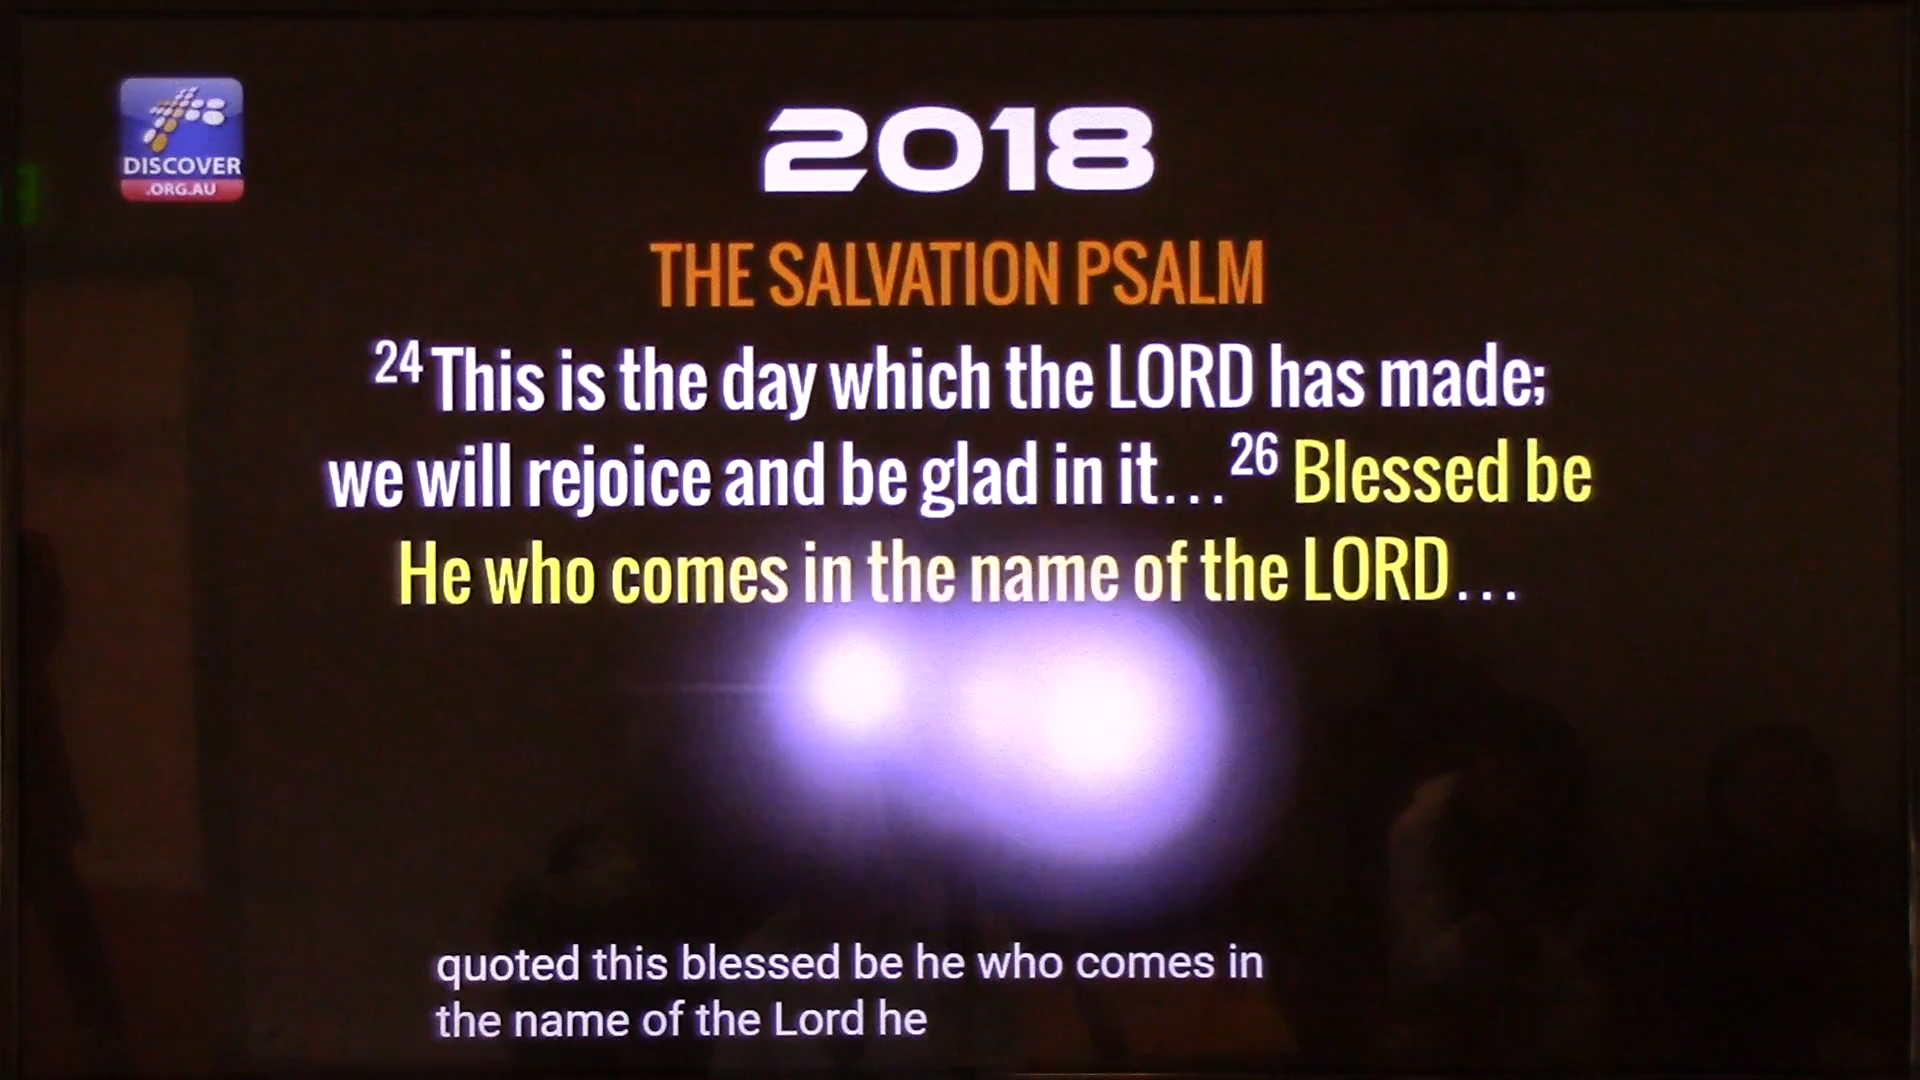 DISCOVER
.ORG.AU
2018
THE SALVATION PSALM
24 This is the day which the LORD has made;
we will rejoice and be glad in it...26 Blessed be
He who comes in the name of the LORD...
quoted this blessed be he who comes in
the name of the Lord he